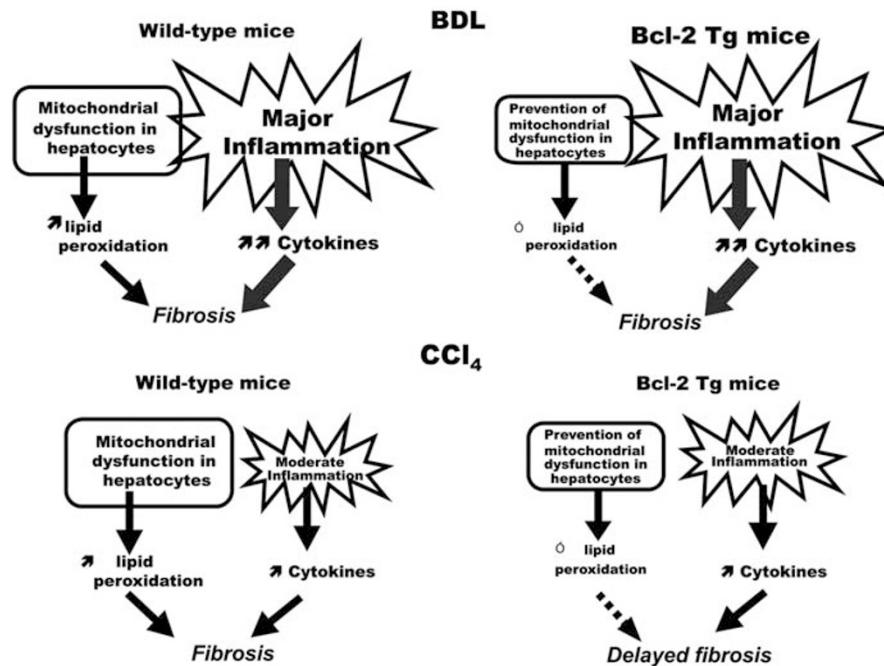 BDL
Wild-type mice
Mitochondrial
dysfunction in
hepatocytes
Major
Inflammation
lipid
peroxidation
Cytokines
Fibrosis
Bcl-2 Tg mice
Prevention of
mitochondrial
dysfunction in
hepatocytes
Major
Inflammation
Ó lipid
peroxidation
Cytokines
Fibrosis
CCl4
Wild-type mice
Mitochondrial
dysfunction in
hepatocytes
Moderate
Inflammation
lipid
peroxidation
Cytokines
Fibrosis
Bcl-2 Tg mice
Prevention of
mitochondrial
dysfunction in
hepatocytes
Moderate
Inflammation
Ó lipid
peroxidation
Cytokines
Delayed fibrosis